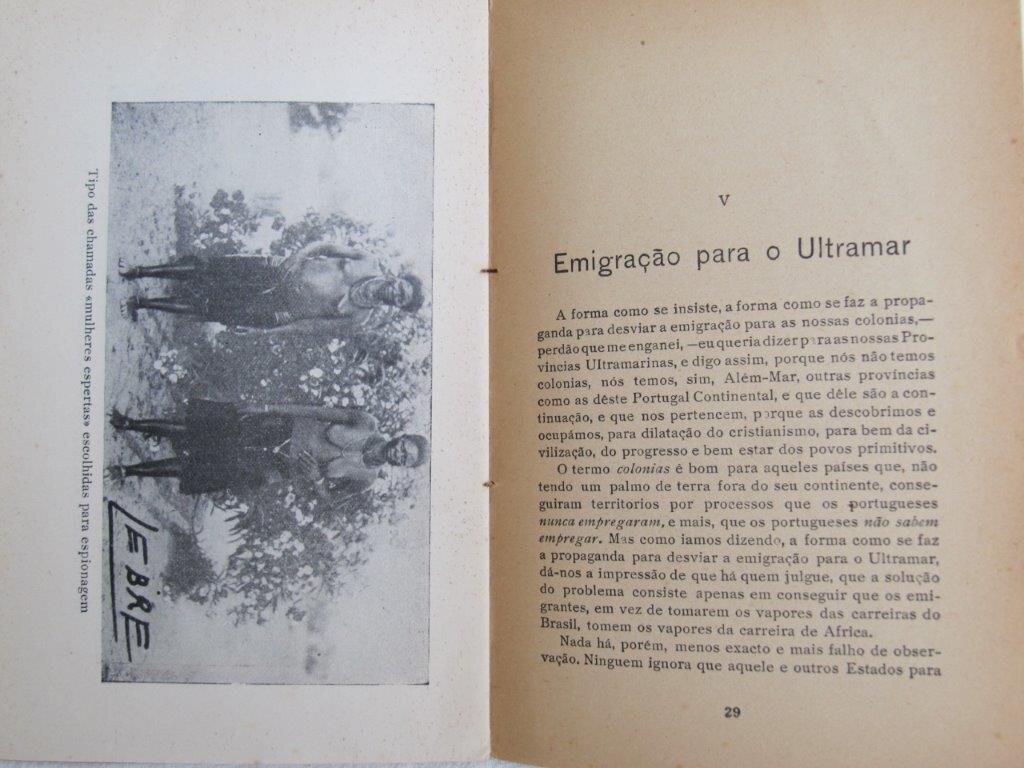 Tipo das chamadas «mulheres espertas» escolhidas para espionagem
LEBRE
V
Emigração para o Ultramar
A forma como se insiste, a forma como se faz a propa-
ganda para desviar a emigração para as nossas colonias,—
perdão que me enganei, —eu queria dizer para as nossas Pro-
vincias Ultramarinas, e digo assim, porque nós não temos
colonias, nós temos, sim, Além-Mar, outras províncias
como as dêste Portugal Continental, e que dêle são a con-
tinuação, e que nos pertencem, porque as descobrimos e
ocupámos, para dilatação do cristianismo, para bem da ci-
vilização, do progresso e bem estar dos povos primitivos.
O termo colonias é bom para aqueles países que, não
tendo um palmo de terra fora do seu continente, conse-
guiram territorios por processos que os portugueses
nunca empregaram, e mais, que os portugueses não sabem
empregar. Mas como iamos dizendo, a forma como se faz
a propaganda para desviar a emigração para o Ultramar,
dá-nos a impressão de que há quem julgue, que a solução
do problema consiste apenas em conseguir que os emi-
grantes, em vez de tomarem os vapores das carreiras do
Brasil, tomem os vapores da carreira de Africa.
Nada há, porém, menos exacto e mais falho de obser-
vação. Ninguem ignora que aquele e outros Estados para
29